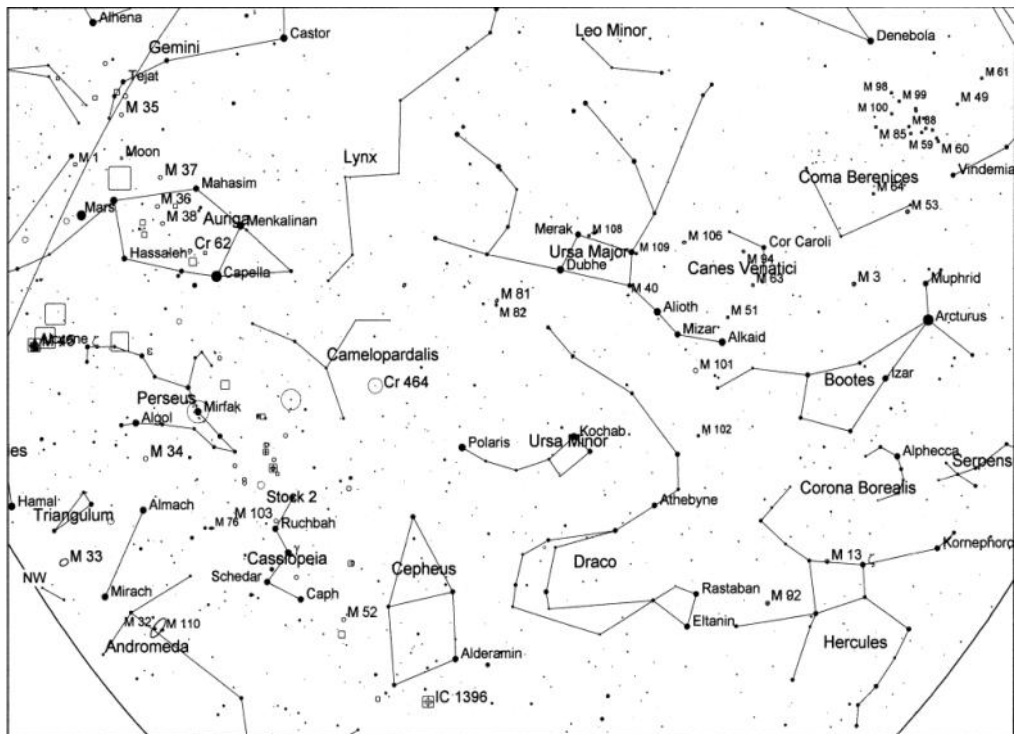 Alhena
Castor
Leo Minor
Denebola
Gemini
Tejat
M 61
M 98
M 99
M 49
M 35
M 100
M 88
M 85
M 59
M 60
M 1
Moon
M 37
Lynx
Vindemia
Mahasim
Coma Berenices
M 64
M 36
Mars
M 38
Auriga
Menkalinan
M 53
Merak
M 108
M 106
Cor Caroli
Hassaleh
Cr 62
Ursa Major
M 109
M 94
Capella
Dubhe
Canes Venatici
M 63
M 3
Muphrid
M 81
M 40
M 82
Alioth
M 51
Arcturus
Mizar
Alkaid
ζ
ε
Camelopardalis
M 101
Cr 464
Bootes
Izar
Perseus
Mirfak
Algol
Polaris
Ursa Minor
Kochab
M 102
es
M 34
Alphecca
Serpens
Corona Borealis
Hamal
Triangulum
Almach
Stock 2
Athebyne
M 76
M 103
Ruchbah
Kornephoro
M 33
γ
Cassiopeia
Cepheus
Draco
M 13
ζ
NW
Schedar
Mirach
Caph
Rastaban
M 92
M 32
M 110
M 52
Eltanin
Andromeda
Hercules
Alderamin
IC 1396